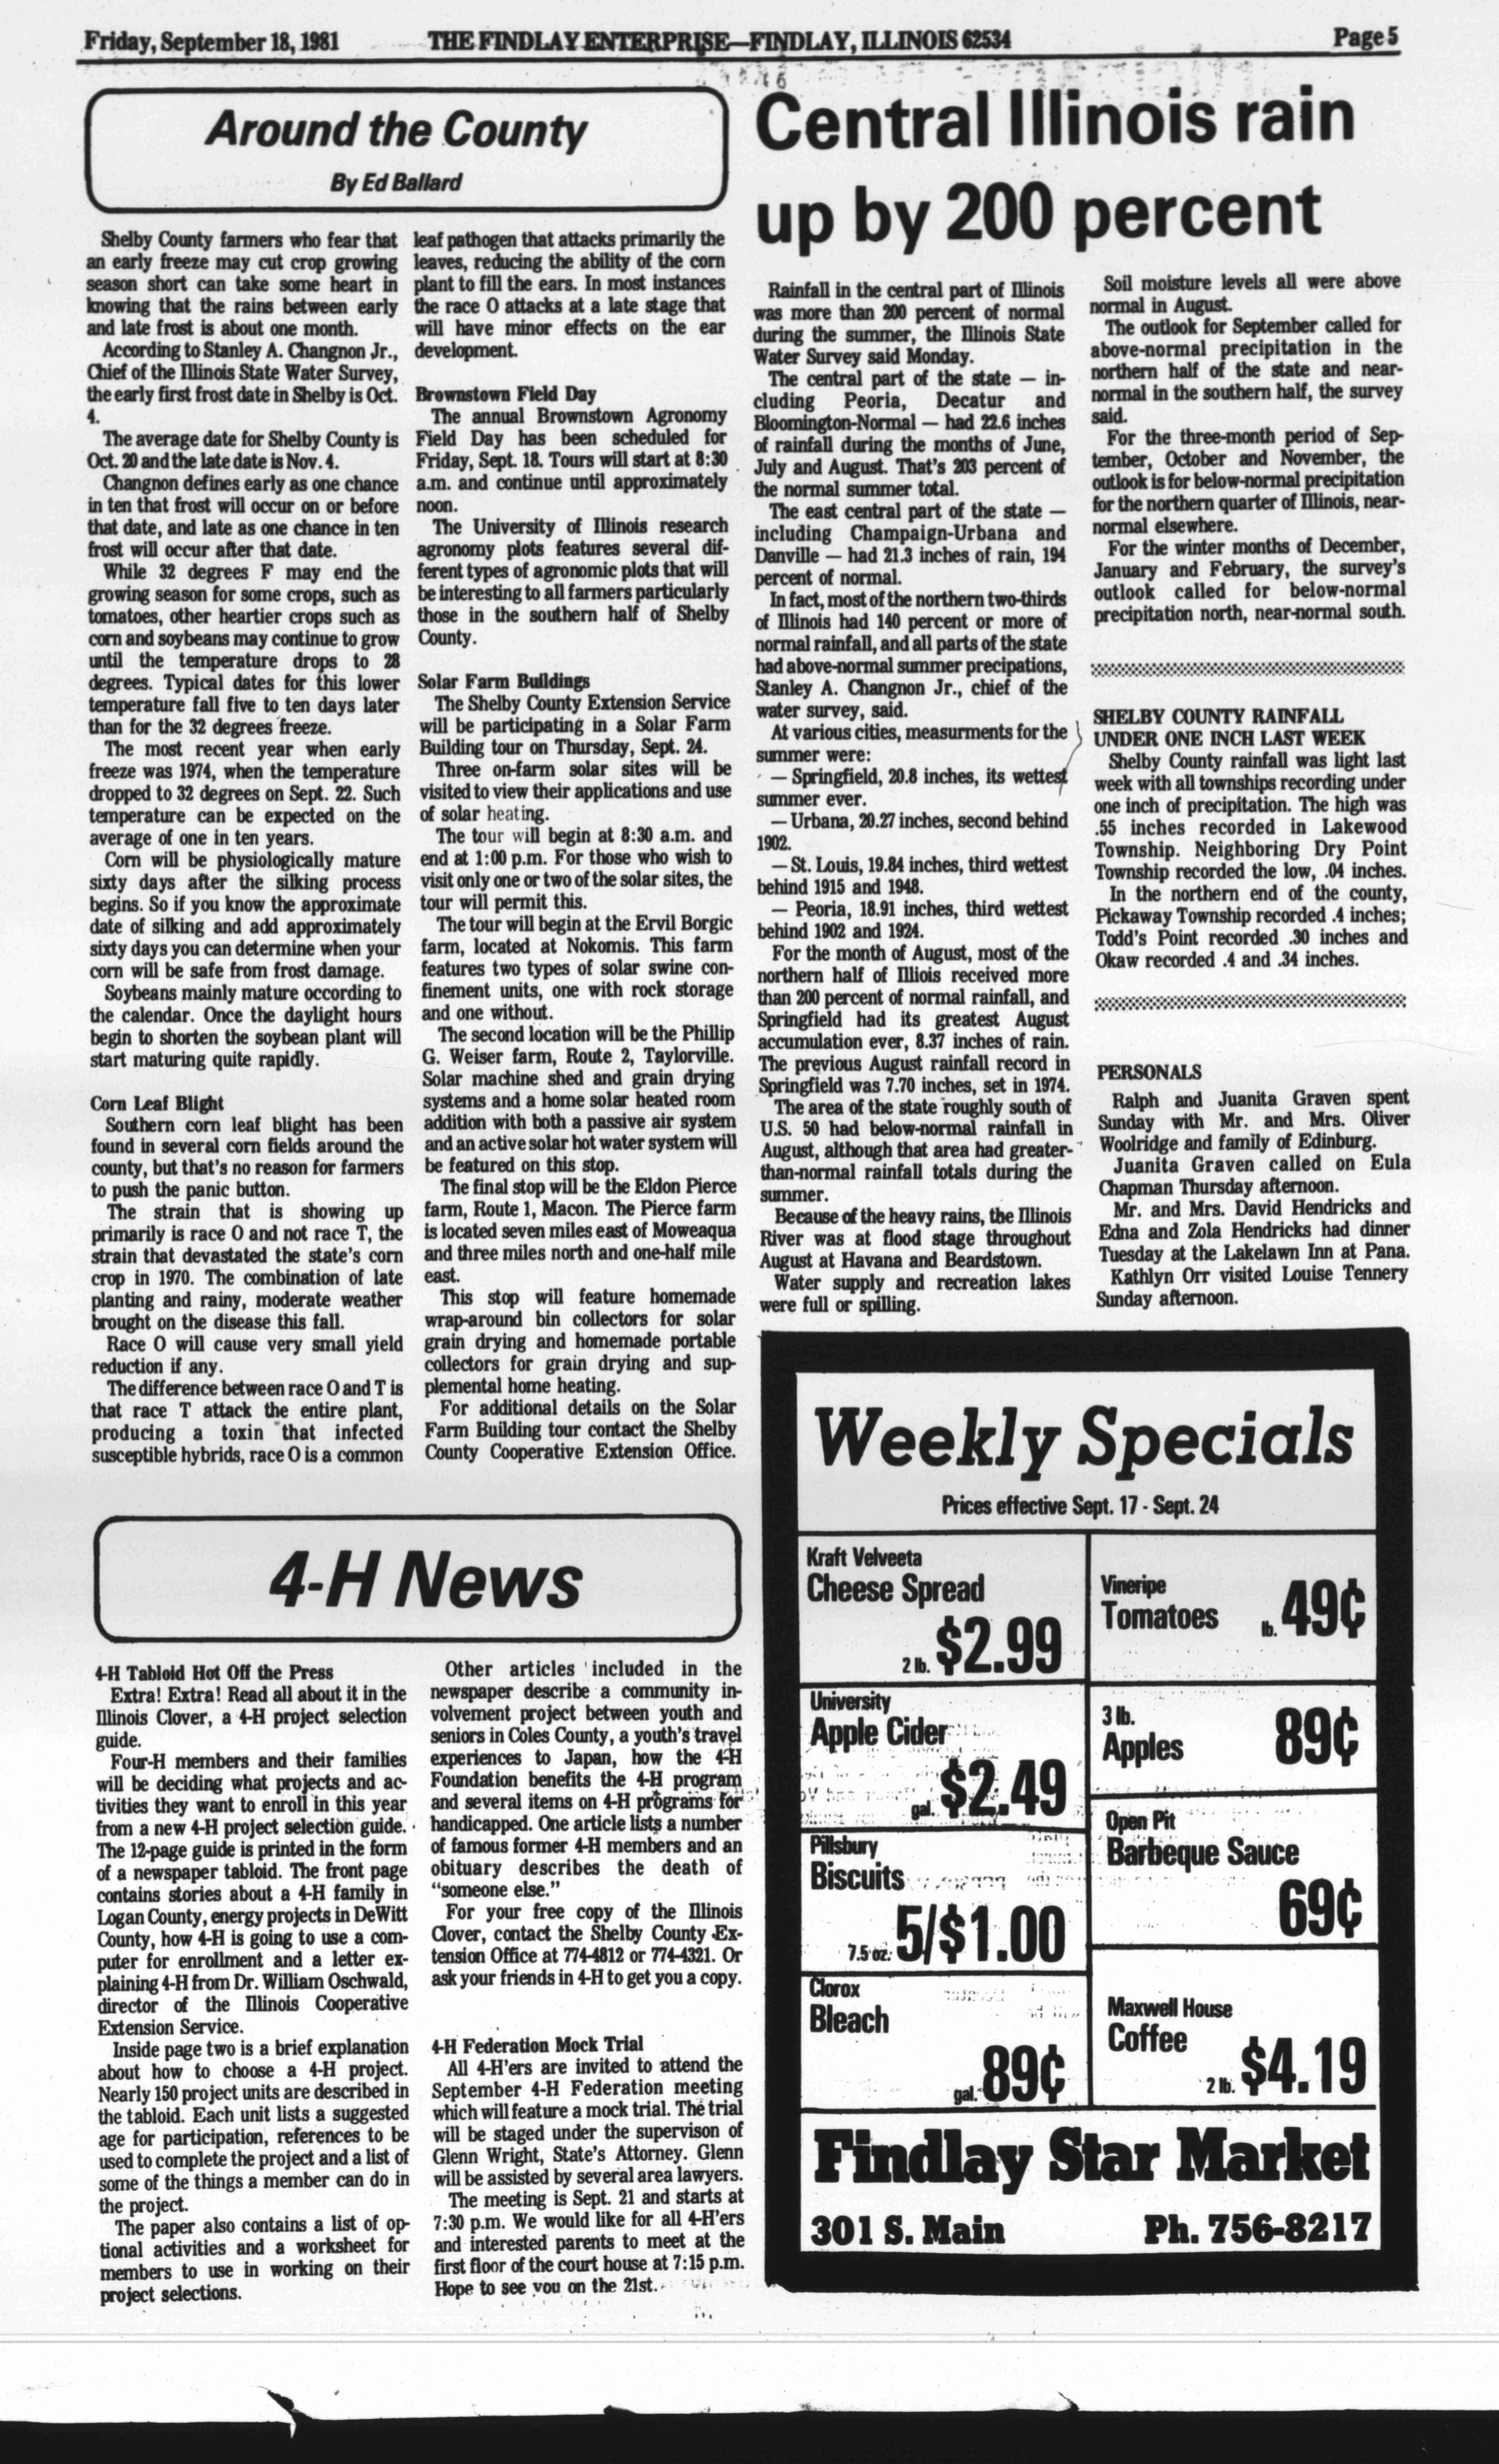 Friday, September 18, 1981
THE FINDLAY ENTERPRISE—FINDLAY, ILLINOIS 62534
Page 5
Around the County
By Ed Ballard
Shelby County farmers who fear that
an early freeze may cut crop growing
season short can take some heart in
knowing that the rains between early
and late frost is about one month.
According to Stanley A. Changnon Jr.,
Chief of the Illinois State Water Survey,
the early first frost date in Shelby is Oct.
4.
The average date for Shelby County is
Oct. 20 and the late date is Nov. 4.
Changnon defines early as one chance
in ten that frost will occur on or before
that date, and late as one chance in ten
frost will occur after that date.
While 32 degrees F may end the
growing season for some crops, such as
tomatoes, other heartier crops such as
corn and soybeans may continue to grow
until the temperature drops to 28
degrees. Typical dates for this lower
temperature fall five to ten days later
than for the 32 degrees freeze.
The most recent year when early
freeze was 1974, when the temperature
dropped to 32 degrees on Sept. 22. Such
temperature can be expected on the
average of one in ten years.
Corn will be physiologically mature
sixty days after the silking process
begins. So if you know the approximate
date of silking and add approximately
sixty days you can determine when your
corn will be safe from frost damage.
Soybeans mainly mature occording to
the calendar. Once the daylight hours
begin to shorten the soybean plant will
start maturing quite rapidly.
Corn Leaf Blight
Southern corn leaf blight has been
found in several corn fields around the
county, but that's no reason for farmers
to push the panic button.
The strain that is showing up
primarily is race O and not race T, the
strain that devastated the state's corn
crop in 1970. The combination of late
planting and rainy, moderate weather
brought on the disease this fall.
Race O will cause very small yield
reduction if any.
The difference between race O and T is
that race T attack the entire plant,
producing a toxin that infected
susceptible hybrids, race O is a common
leaf pathogen that attacks primarily the
leaves, reducing the ability of the corn
plant to fill the ears. In most instances
the race O attacks at a late stage that
will have minor effects on the ear
development.
Brownstown Field Day
The annual Brownstown Agronomy
Field Day has been scheduled for
Friday, Sept. 18. Tours will start at 8:30
a.m. and continue until approximately
noon.
The University of Illinois research
agronomy plots features several dif-
ferent types of agronomic plots that will
be interesting to all farmers particularly
those in the southern half of Shelby
County.
Solar Farm Buildings
The Shelby County Extension Service
will be participating in a Solar Farm
Building tour on Thursday, Sept. 24.
Three on-farm solar sites will be
visited to view their applications and use
of solar heating.
The tour will begin at 8:30 a.m. and
end at 1:00 p.m. For those who wish to
visit only one or two of the solar sites, the
tour will permit this.
The tour will begin at the Ervil Borgic
farm, located at Nokomis. This farm
features two types of solar swine con-
finement units, one with rock storage
and one without.
The second location will be the Phillip
G. Weiser farm, Route 2, Taylorville.
Solar machine shed and grain drying
systems and a home solar heated room
addition with both a passive air system
and an active solar hot water system will
be featured on this stop.
The final stop will be the Eldon Pierce
farm, Route 1, Macon. The Pierce farm
is located seven miles east of Moweaqua
and three miles north and one-half mile
east.
This stop will feature homemade
wrap-around bin collectors for solar
grain drying and homemade portable
collectors for grain drying and sup-
plemental home heating.
For additional details on the Solar
Farm Building tour contact the Shelby
County Cooperative Extension Office.
Central Illinois rain
up by 200 percent
Rainfall in the central part of Illinois
was more than 200 percent of normal
during the summer, the Illinois State
Water Survey said Monday.
The central part of the state — in-
cluding Peoria, Decatur and
Bloomington-Normal — had 22.6 inches
of rainfall during the months of June,
July and August. That's 203 percent of
the normal summer total.
The east central part of the state —
including Champaign-Urbana and
Danville — had 21.3 inches of rain, 194
percent of normal.
In fact, most of the northern two-thirds
of Illinois had 140 percent or more of
normal rainfall, and all parts of the state
had above-normal summer precipations,
Stanley A. Changnon Jr., chief of the
water survey, said.
At various cities, measurments for the
summer were:
— Springfield, 20.8 inches, its wettest
summer ever.
— Urbana, 20.27 inches, second behind
1902.
— St. Louis, 19.84 inches, third wettest
behind 1915 and 1948.
— Peoria, 18.91 inches, third wettest
behind 1902 and 1924.
For the month of August, most of the
northern half of Illiois received more
than 200 percent of normal rainfall, and
Springfield had its greatest August
accumulation ever, 8.37 inches of rain.
The previous August rainfall record in
Springfield was 7.70 inches, set in 1974.
The area of the state roughly south of
U.S. 50 had below-normal rainfall in
August, although that area had greater-
than-normal rainfall totals during the
summer.
Because of the heavy rains, the Illinois
River was at flood stage throughout
August at Havana and Beardstown.
Water supply and recreation lakes
were full or spilling.
Soil moisture levels all were above
normal in August.
The outlook for September called for
above-normal precipitation in the
northern half of the state and near-
normal in the southern half, the survey
said.
For the three-month period of Sep-
tember, October and November, the
outlook is for below-normal precipitation
for the northern quarter of Illinois, near-
normal elsewhere.
For the winter months of December,
January and February, the survey's
outlook called for below-normal
precipitation north, near-normal south.
SHELBY COUNTY RAINFALL
UNDER ONE INCH LAST WEEK
Shelby County rainfall was light last
week with all townships recording under
one inch of precipitation. The high was
.55 inches recorded in Lakewood
Township. Neighboring Dry Point
Township recorded the low, .04 inches.
In the northern end of the county,
Pickaway Township recorded .4 inches;
Todd's Point recorded .30 inches and
Okaw recorded .4 and .34 inches.
PERSONALS
Ralph and Juanita Graven spent
Sunday with Mr. and Mrs. Oliver
Woolridge and family of Edinburg.
Juanita Graven called on Eula
Chapman Thursday afternoon.
Mr. and Mrs. David Hendricks and
Edna and Zola Hendricks had dinner
Tuesday at the Lakelawn Inn at Pana.
Kathlyn Orr visited Louise Tennery
Sunday afternoon.
4-H News
4-H Tabloid Hot Off the Press
Extra! Extra! Read all about it in the
Illinois Clover, a 4-H project selection
guide.
Four-H members and their families
will be deciding what projects and ac-
tivities they want to enroll in this year
from a new 4-H project selection guide.
The 12-page guide is printed in the form
of a newspaper tabloid. The front page
contains stories about a 4-H family in
Logan County, energy projects in DeWitt
County, how 4-H is going to use a com-
puter for enrollment and a letter ex-
plaining 4-H from Dr. William Oschwald,
director of the Illinois Cooperative
Extension Service.
Inside page two is a brief explanation
about how to choose a 4-H project.
Nearly 150 project units are described in
the tabloid. Each unit lists a suggested
age for participation, references to be
used to complete the project and a list of
some of the things a member can do in
the project.
The paper also contains a list of op-
tional activities and a worksheet for
members to use in working on their
project selections.
Other articles included in the
newspaper describe a community in-
volvement project between youth and
seniors in Coles County, a youth's travel
experiences to Japan, how the 4-H
Foundation benefits the 4-H program
and several items on 4-H programs for
handicapped. One article lists a number
of famous former 4-H members and an
obituary describes the death of
"someone else."
For your free copy of the Illinois
Clover, contact the Shelby County Ex-
tension Office at 774-4812 or 774-4321. Or
ask your friends in 4-H to get you a copy.
4-H Federation Mock Trial
All 4-H'ers are invited to attend the
September 4-H Federation meeting
which will feature a mock trial. The trial
will be staged under the supervison of
Glenn Wright, State's Attorney. Glenn
will be assisted by several area lawyers.
The meeting is Sept. 21 and starts at
7:30 p.m. We would like for all 4-H'ers
and interested parents to meet at the
first floor of the court house at 7:15 p.m.
Hope to see you on the 21st.
Weekly Specials
Prices effective Sept. 17 - Sept. 24
Kraft Velveeta
Cheese Spread
2 lb. $2.99
University
Apple Cider
gal. $2.49
Pillsbury
Biscuits
7.5 oz. 5/$1.00
Clorox
Bleach
gal. 89¢
Vineripe
Tomatoes
lb. 49¢
3 lb.
Apples
89¢
Open Pit
Barbeque Sauce
69¢
Maxwell House
Coffee
2 lb. $4.19
Findlay Star Market
301 S. Main
Ph. 756-8217